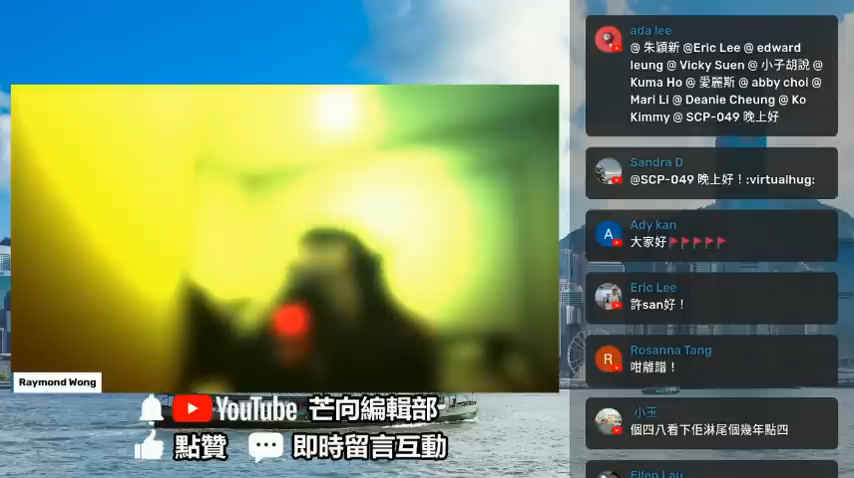 Raymond Wong
YouTube 芒向編輯部
點贊 即時留言互動
ada lee
@ 朱穎新 @Eric Lee @ edward
leung @ Vicky Suen @ 小子胡說 @
Kuma Ho @ 愛麗斯 @ abby choi @
Mari Li @ Deanie Cheung @ Ko
Kimmy @ SCP-049 晚上好
Sandra D
@SCP-049 晚上好！:virtualhug:
Ady kan
A
大家好🚩🚩🚩🚩🚩
Eric Lee
許san好！
Rosanna Tang
R
咁離譜！
小玉
個四八看下佢淋尾個幾年點四
Ellen Lau